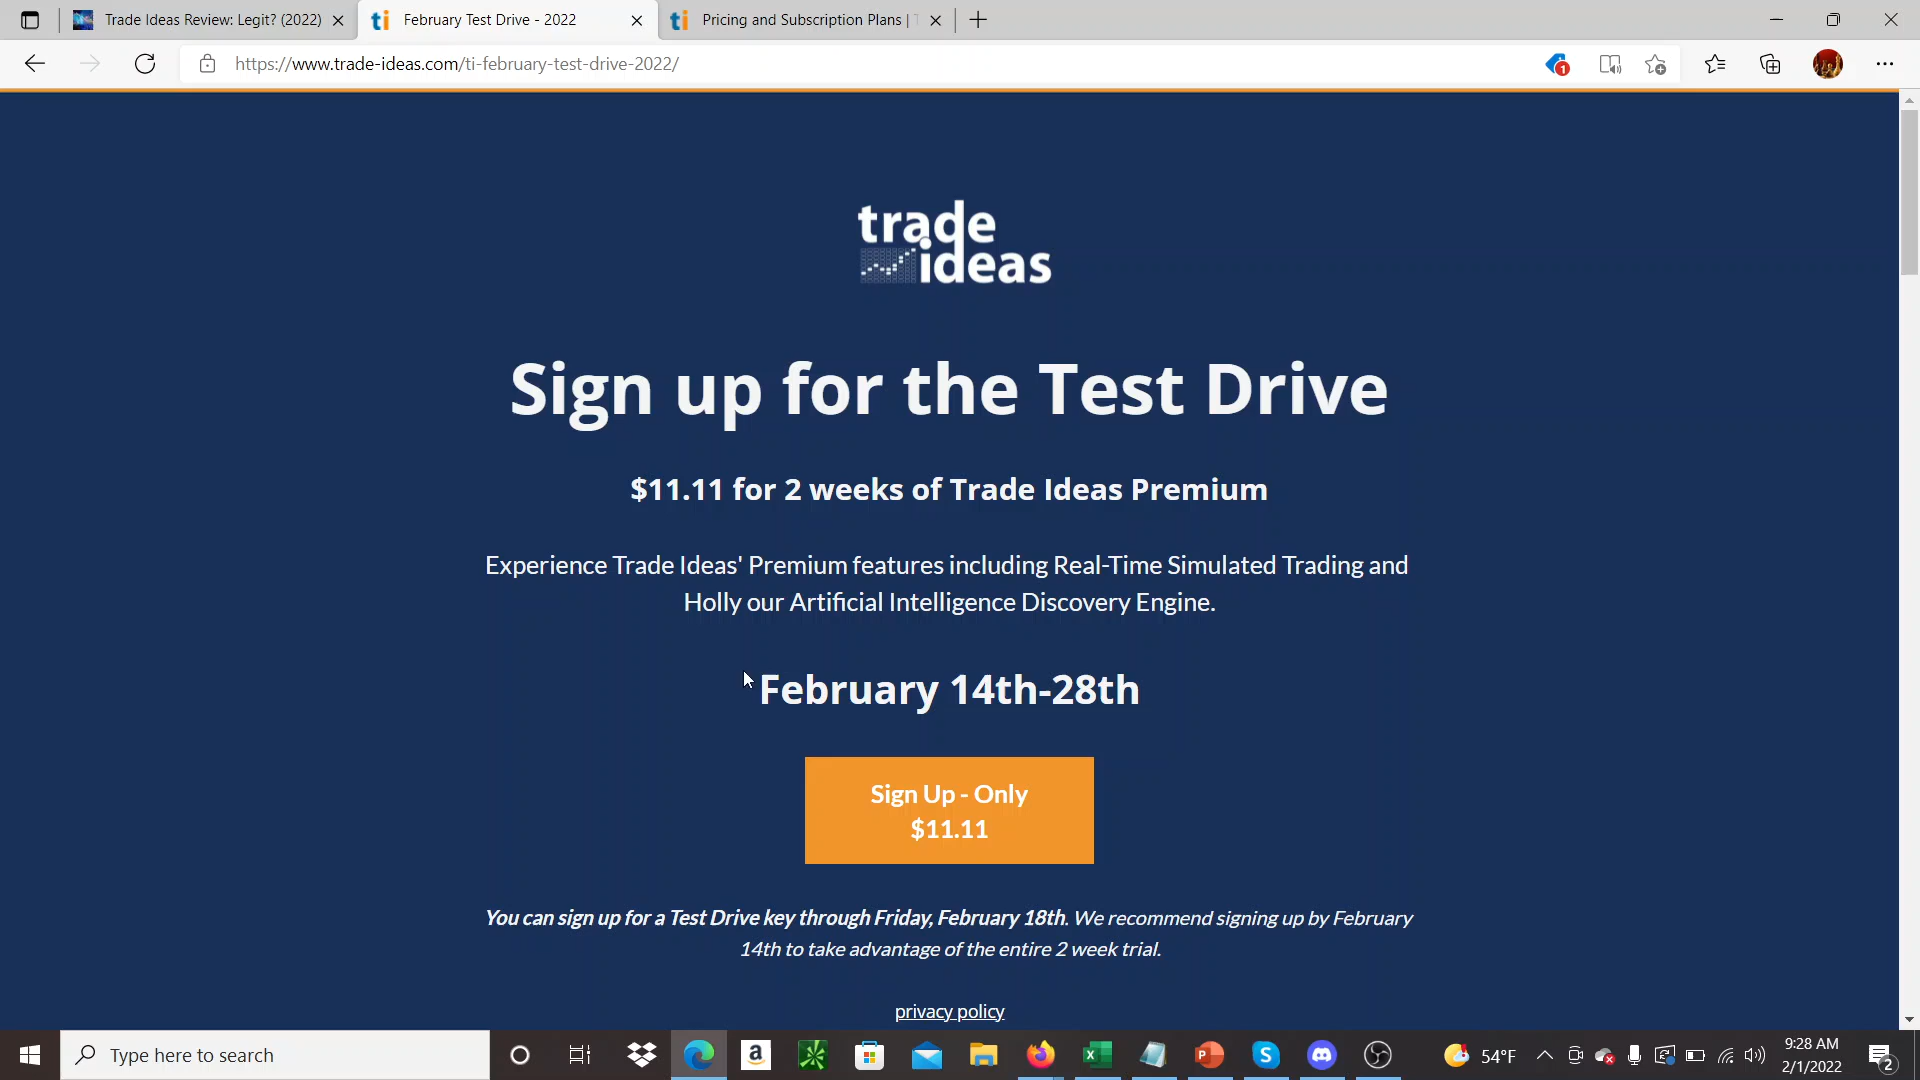 Trade Ideas Review: Legit? (2022)
February Test Drive - 2022
Pricing and Subscription Plans |
https://www.trade-ideas.com/ti-february-test-drive-2022/
1
trade
ideas
Sign up for the Test Drive
$11.11 for 2 weeks of Trade Ideas Premium
Experience Trade Ideas' Premium features including Real-Time Simulated Trading and
Holly our Artificial Intelligence Discovery Engine.
February 14th-28th
Sign Up - Only
$11.11
You can sign up for a Test Drive key through Friday, February 18th. We recommend signing up by February
14th to take advantage of the entire 2 week trial.
privacy policy
Type here to search
54°F
9:28 AM
2/1/2022
2